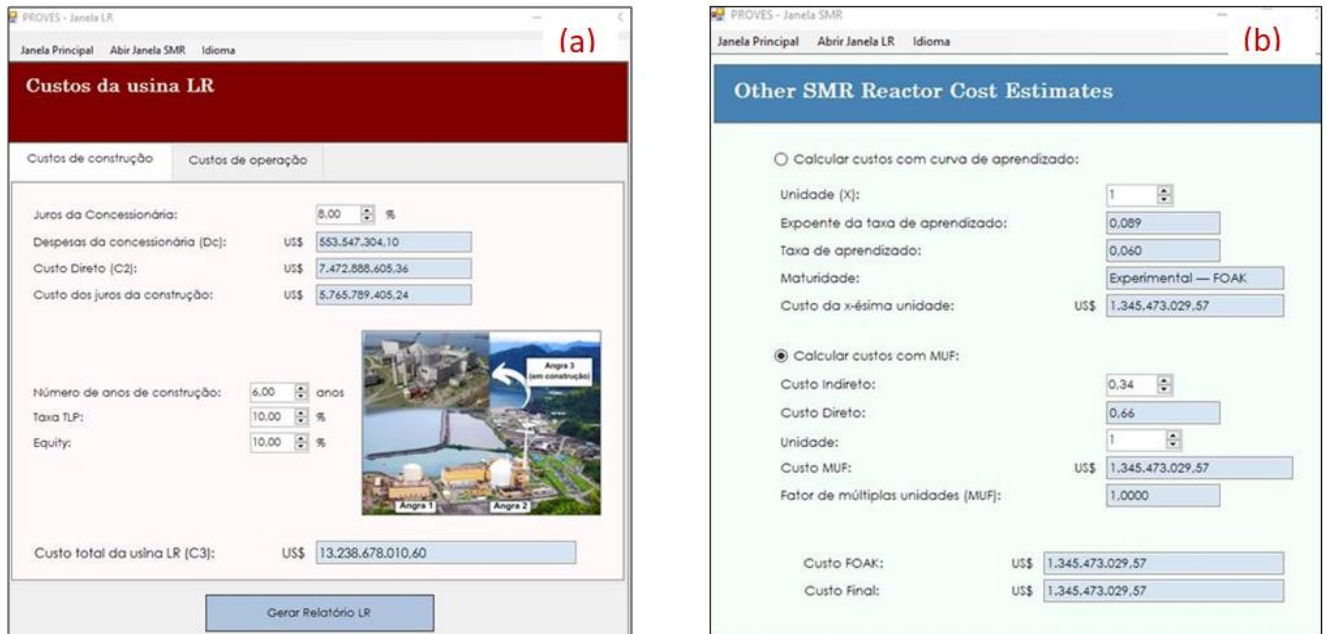 PROVES - Janela LR
(a)
Janela Principal Abir Janela SMR Idioma
Custos da usina LR
Custos de construção Custos de operação
Juros da Concessionária: 8,00 %
Despesas da concessionária (Dc): US$ 553.547.304,10
Custo Direto (C2): US$ 7.472.888.605,36
Custo dos juros da construção: US$ 5.765.789.405,24
Angra 3
(em construção)
Número de anos de construção: 6,00 anos
Taxa TLP: 10,00 %
Equity: 10,00 %
Angra 1 Angra 2
Custo total da usina LR (C3): US$ 13.238.678.010,60
Gerar Relatório LR
PROVES - Janela SMR
(b)
Janela Principal Abrir Janela LR Idioma
Other SMR Reactor Cost Estimates
Calcular custos com curva de aprendizado:
Unidade (X): 1
Expoente da taxa de aprendizado: 0,089
Taxa de aprendizado: 0,060
Maturidade: Experimental — FOAK
Custo da x-ésima unidade: US$ 1.345.473.029,57
Calcular custos com MUF:
Custo Indireto: 0,34
Custo Direto: 0,66
Unidade: 1
Custo MUF: US$ 1.345.473.029,57
Fator de múltiplas unidades (MUF): 1,0000
Custo FOAK: US$ 1.345.473.029,57
Custo Final: US$ 1.345.473.029,57